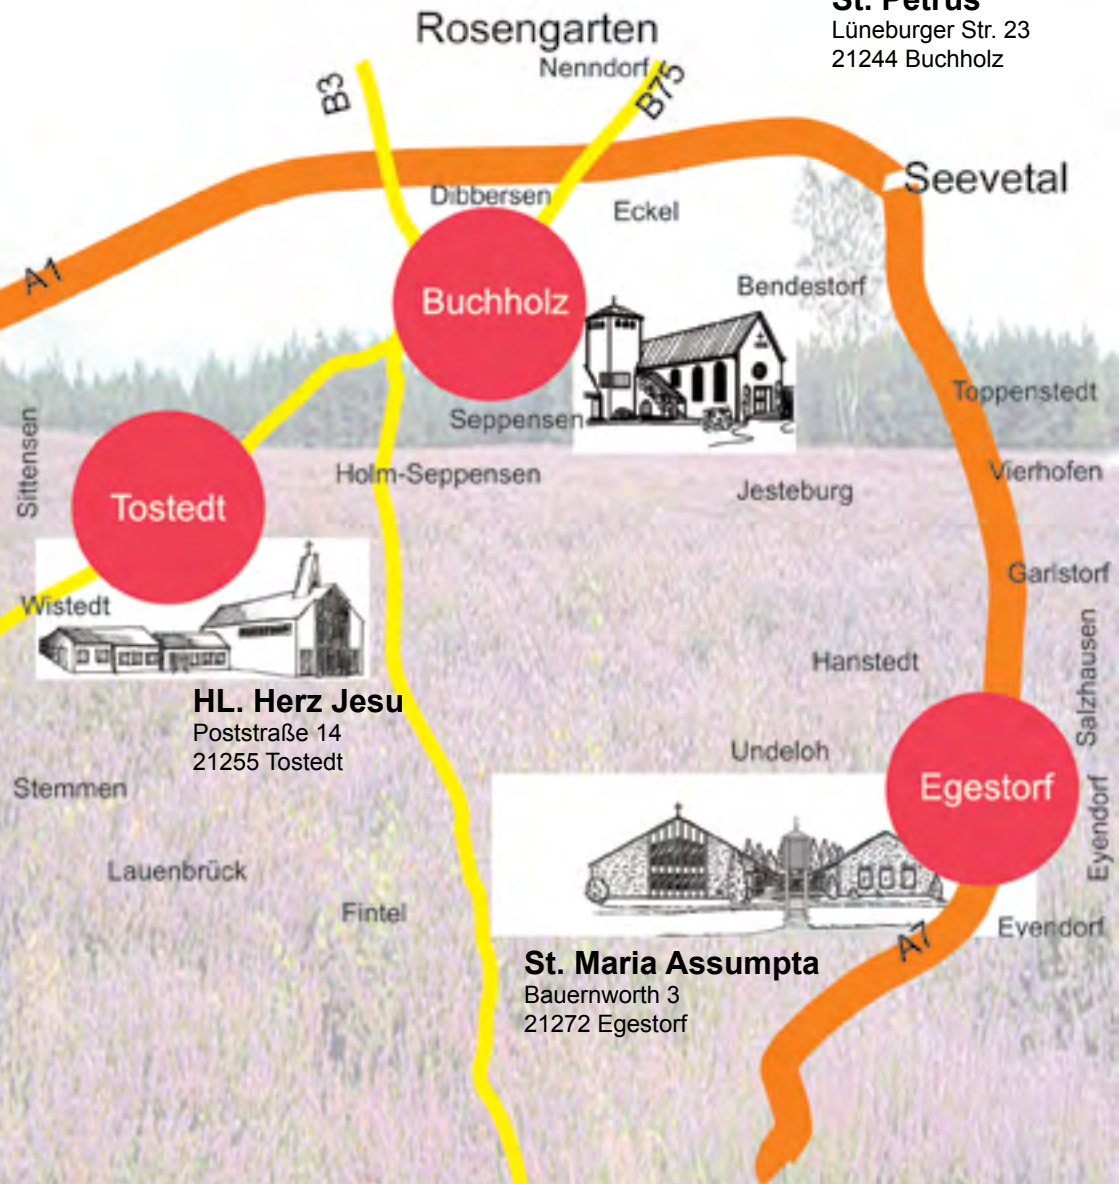 St. Petrus
Lüneburger Str. 23
21244 Buchholz
Rosengarten
Nenndorf
B3
B75
Seevetal
Dibbersen
Eckel
A1
Buchholz
Bendestorf
Toppenstedt
Seppensen
Sittensen
Holm-Seppensen
Vierhofen
Jesteburg
Tostedt
Garlstorf
Wistedt
Hanstedt
Salzhausen
HL. Herz Jesu
Poststraße 14
21255 Tostedt
Undeloh
Stemmen
Egestorf
Eyendorf
Lauenbrück
Fintel
Evendorf
A7
St. Maria Assumpta
Bauernworth 3
21272 Egestorf